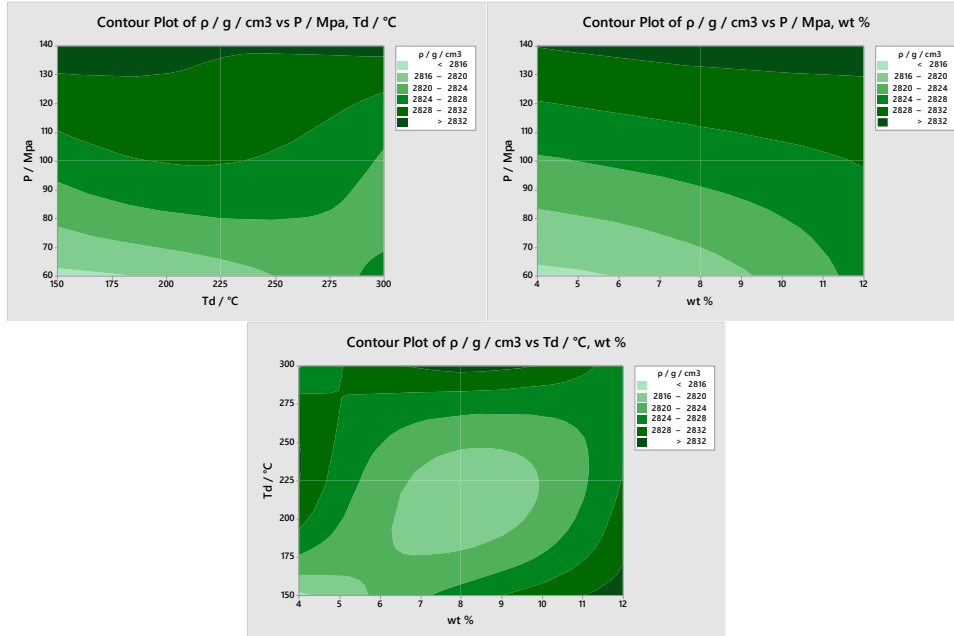 Contour Plot of ρ / g / cm3 vs P / Mpa, Td / °C
P / Mpa
140
130
120
110
100
90
80
70
60
150
175
200
225
250
275
300
Td / °C
ρ / g / cm3
< 2816
2816 – 2820
2820 – 2824
2824 – 2828
2828 – 2832
> 2832
Contour Plot of ρ / g / cm3 vs P / Mpa, wt %
P / Mpa
140
130
120
110
100
90
80
70
60
4
5
6
7
8
9
10
11
12
wt %
ρ / g / cm3
< 2816
2816 – 2820
2820 – 2824
2824 – 2828
2828 – 2832
> 2832
Contour Plot of ρ / g / cm3 vs Td / °C, wt %
Td / °C
300
275
250
225
200
175
150
4
5
6
7
8
9
10
11
12
wt %
ρ / g / cm3
< 2816
2816 – 2820
2820 – 2824
2824 – 2828
2828 – 2832
> 2832